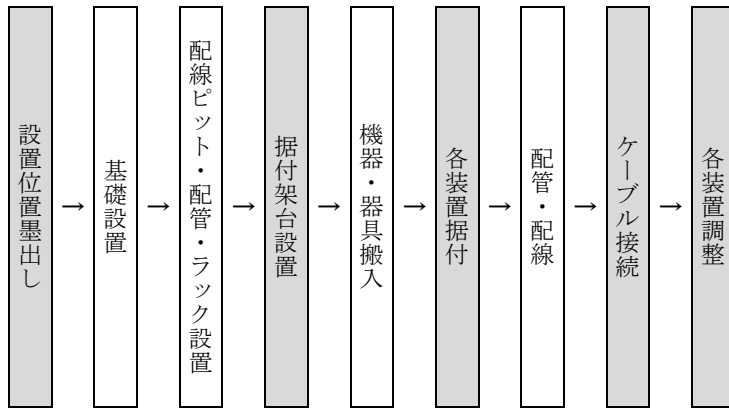 設置位置墨出し
→
基礎設置
→
配線ピット・配管・ラック設置
→
据付架台設置
→
機器・器具搬入
→
各装置据付
→
配管・配線
→
ケーブル接続
→
各装置調整